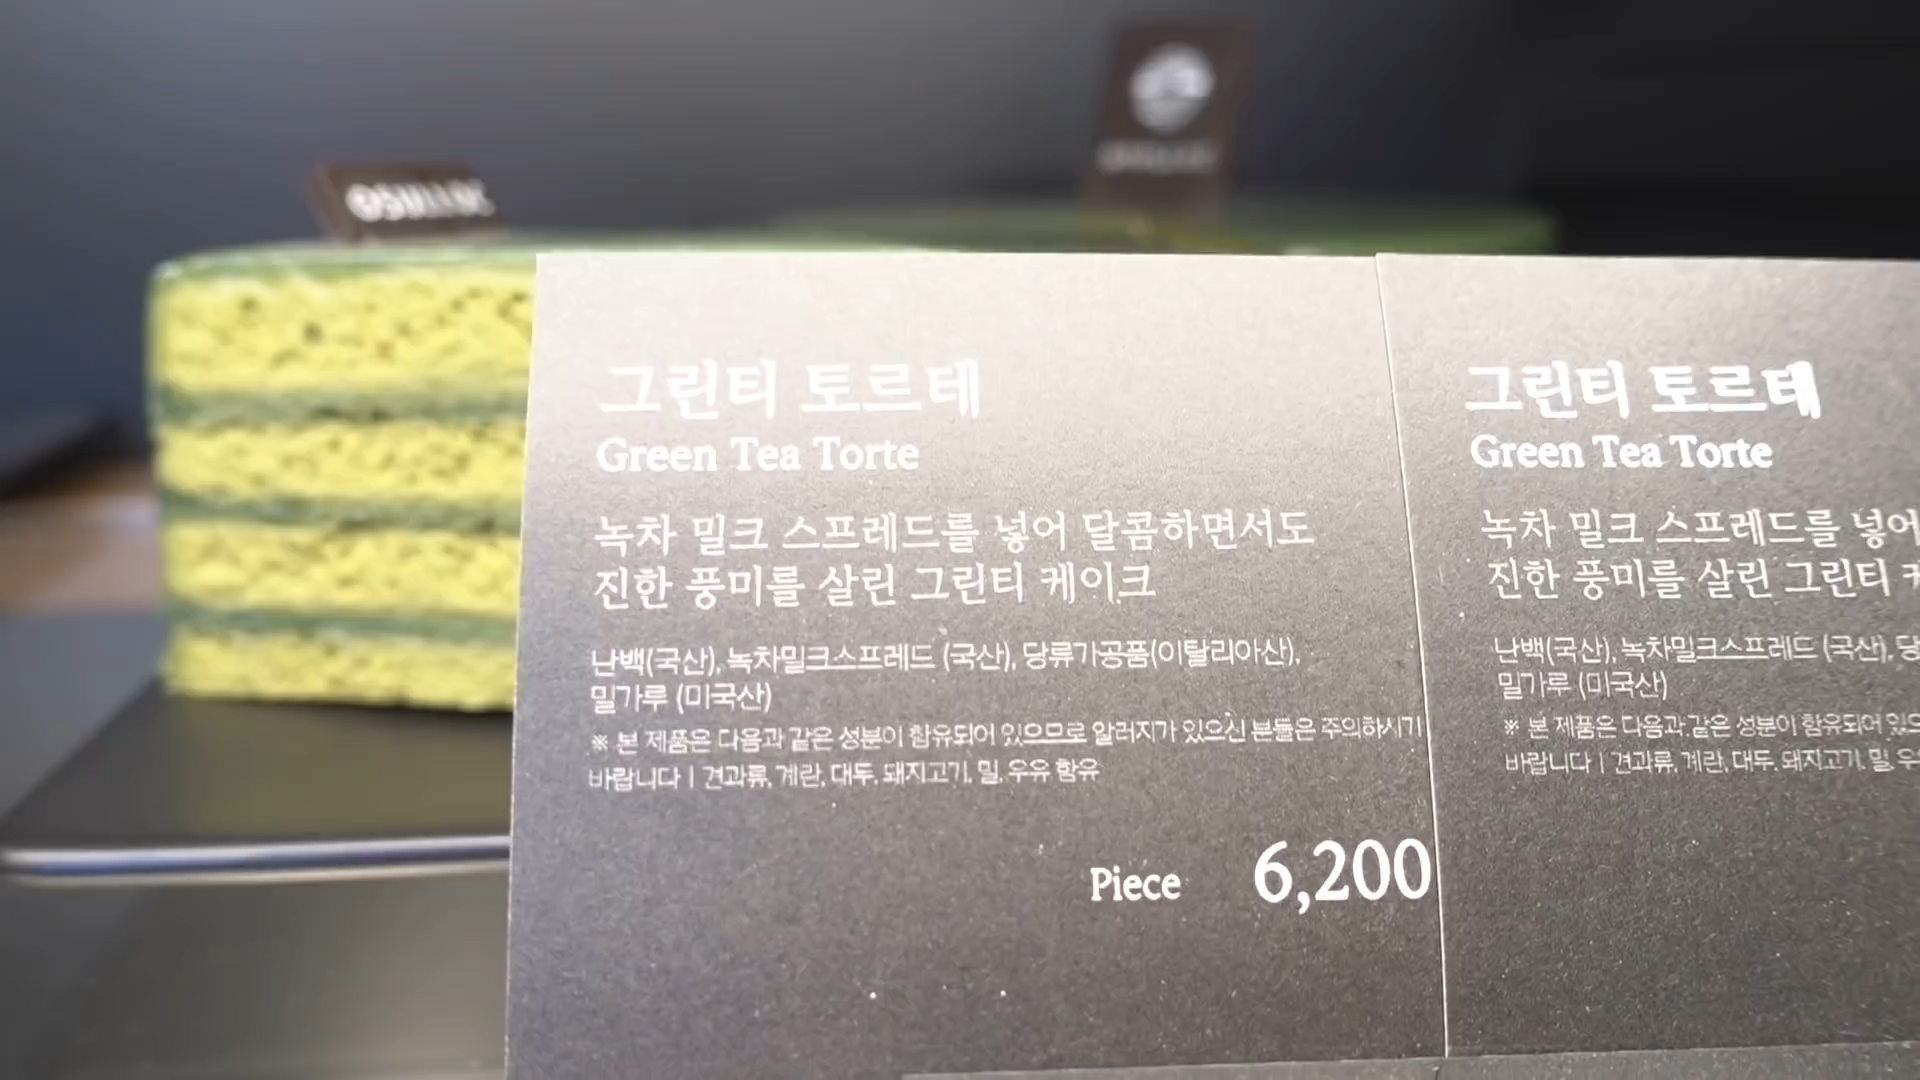 OSULLOC
그린티 토르테
Green Tea Torte
녹차 밀크 스프레드를 넣어 달콤하면서도
진한 풍미를 살린 그린티 케이크
난백(국산), 녹차밀크스프레드 (국산), 당류가공품(이탈리아산),
밀가루 (미국산)
※ 본 제품은 다음과 같은 성분이 함유되어 있으므로 알러지가 있으신 분들은 주의하시기
바랍니다 | 견과류, 계란, 대두, 돼지고기, 밀, 우유 함유
Piece 6,200
그린티 토르테
Green Tea Torte
녹차 밀크 스프레드를 넣어
진한 풍미를 살린 그린티
난백(국산), 녹차밀크스프레드 (국산), 당
밀가루 (미국산)
※ 본 제품은 다음과 같은 성분이 함유되어
바랍니다 | 견과류, 계란, 대두, 돼지고기, 밀, 우